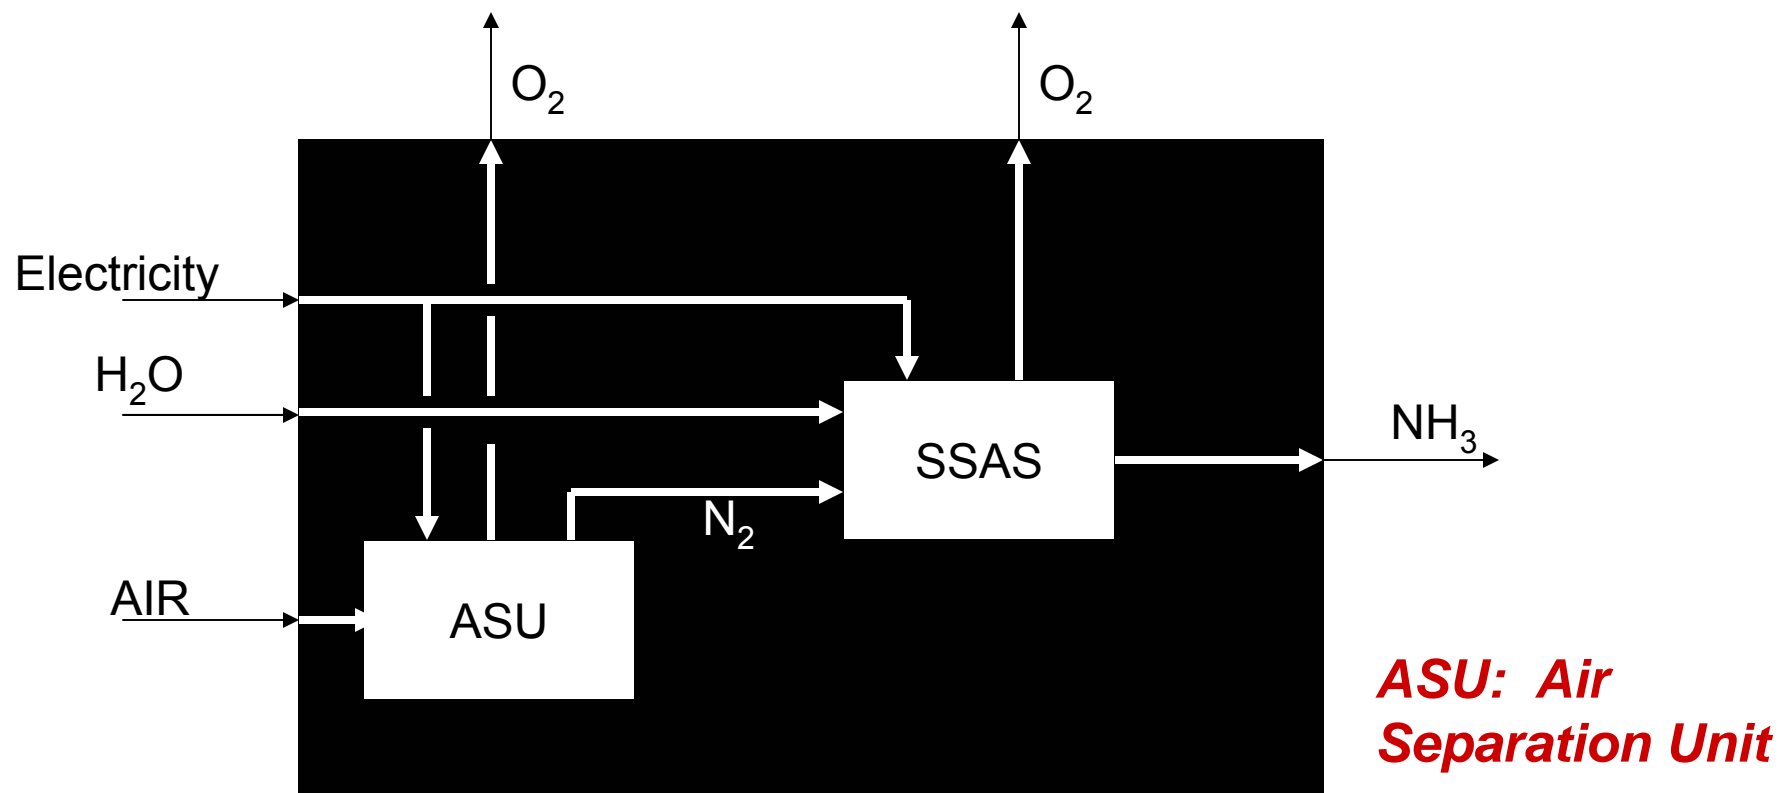 O₂
O₂
Electricity
H₂O
NH₃
SSAS
N₂
AIR
ASU
ASU: Air
Separation Unit